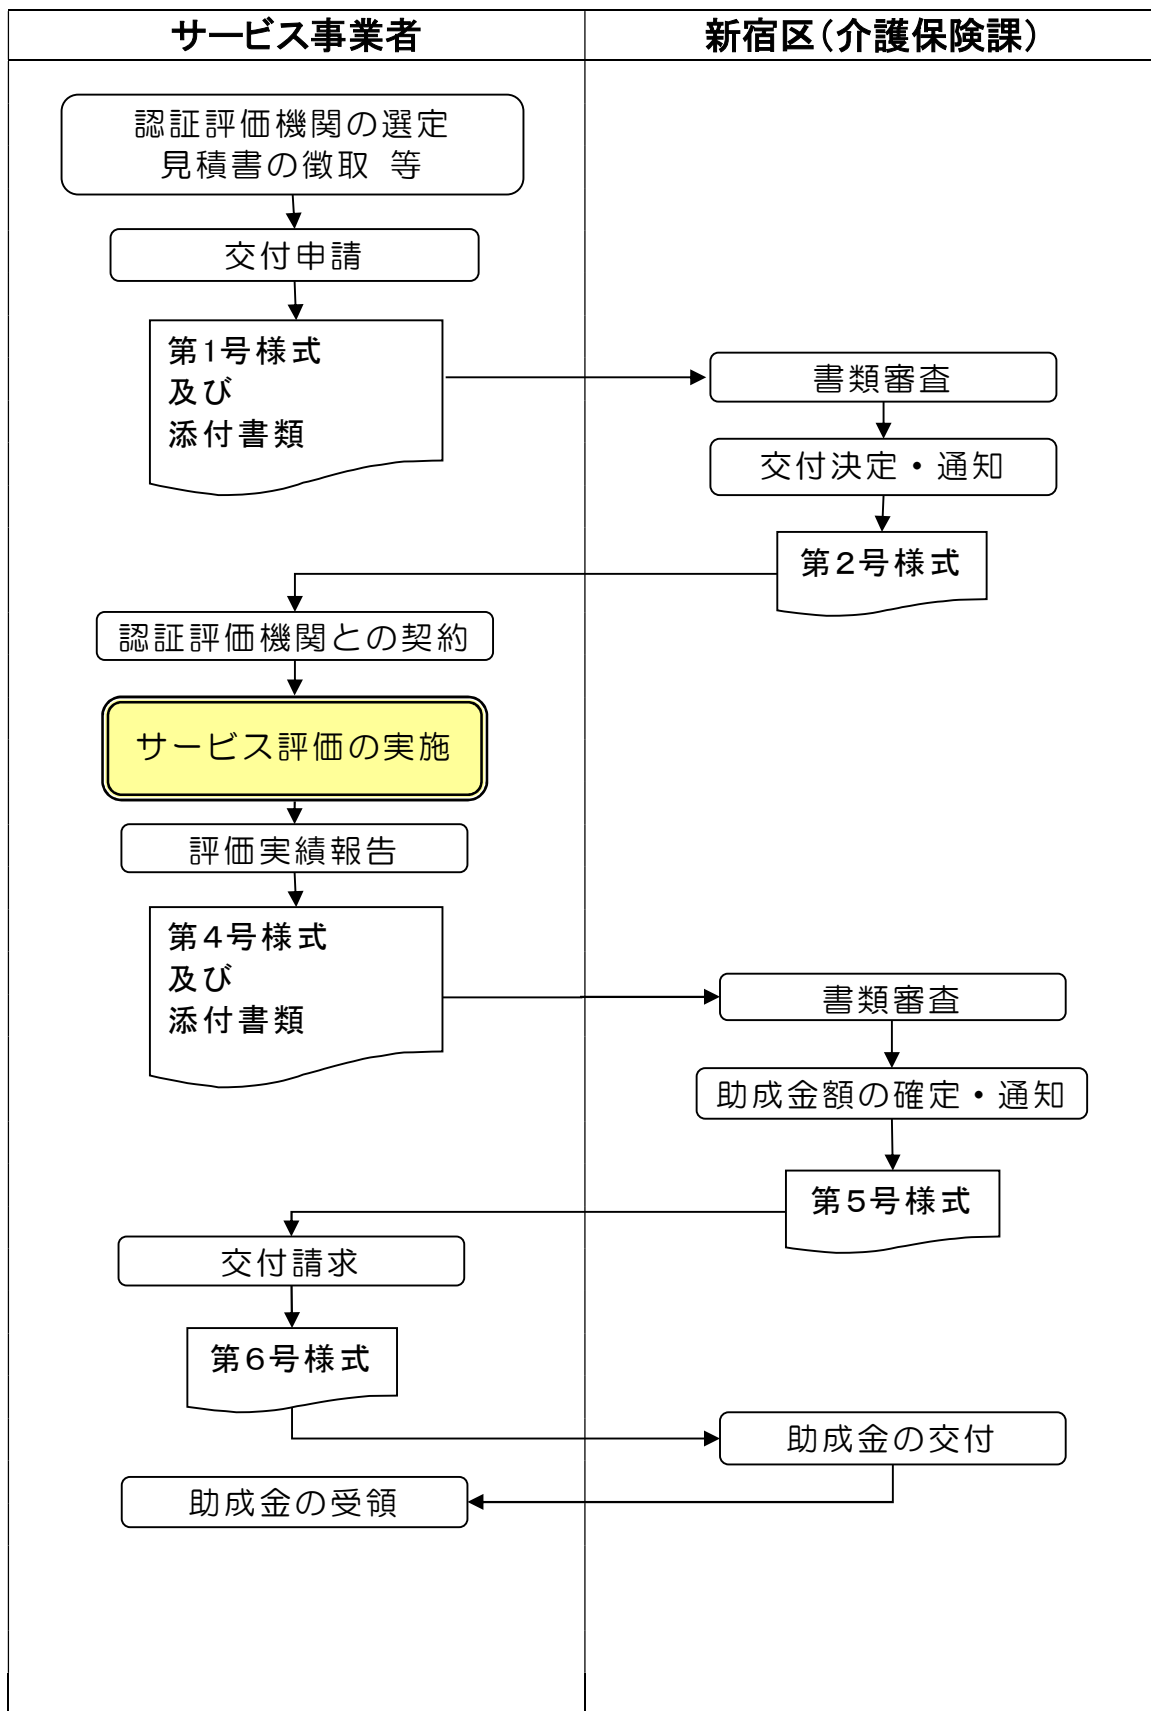 サービス事業者
新宿区（介護保険課）
認証評価機関の選定
見積書の徴取 等
交付申請
第1号様式
及び
添付書類
書類審査
交付決定・通知
第2号様式
認証評価機関との契約
サービス評価の実施
評価実績報告
第4号様式
及び
添付書類
書類審査
助成金額の確定・通知
第5号様式
交付請求
第6号様式
助成金の交付
助成金の受領